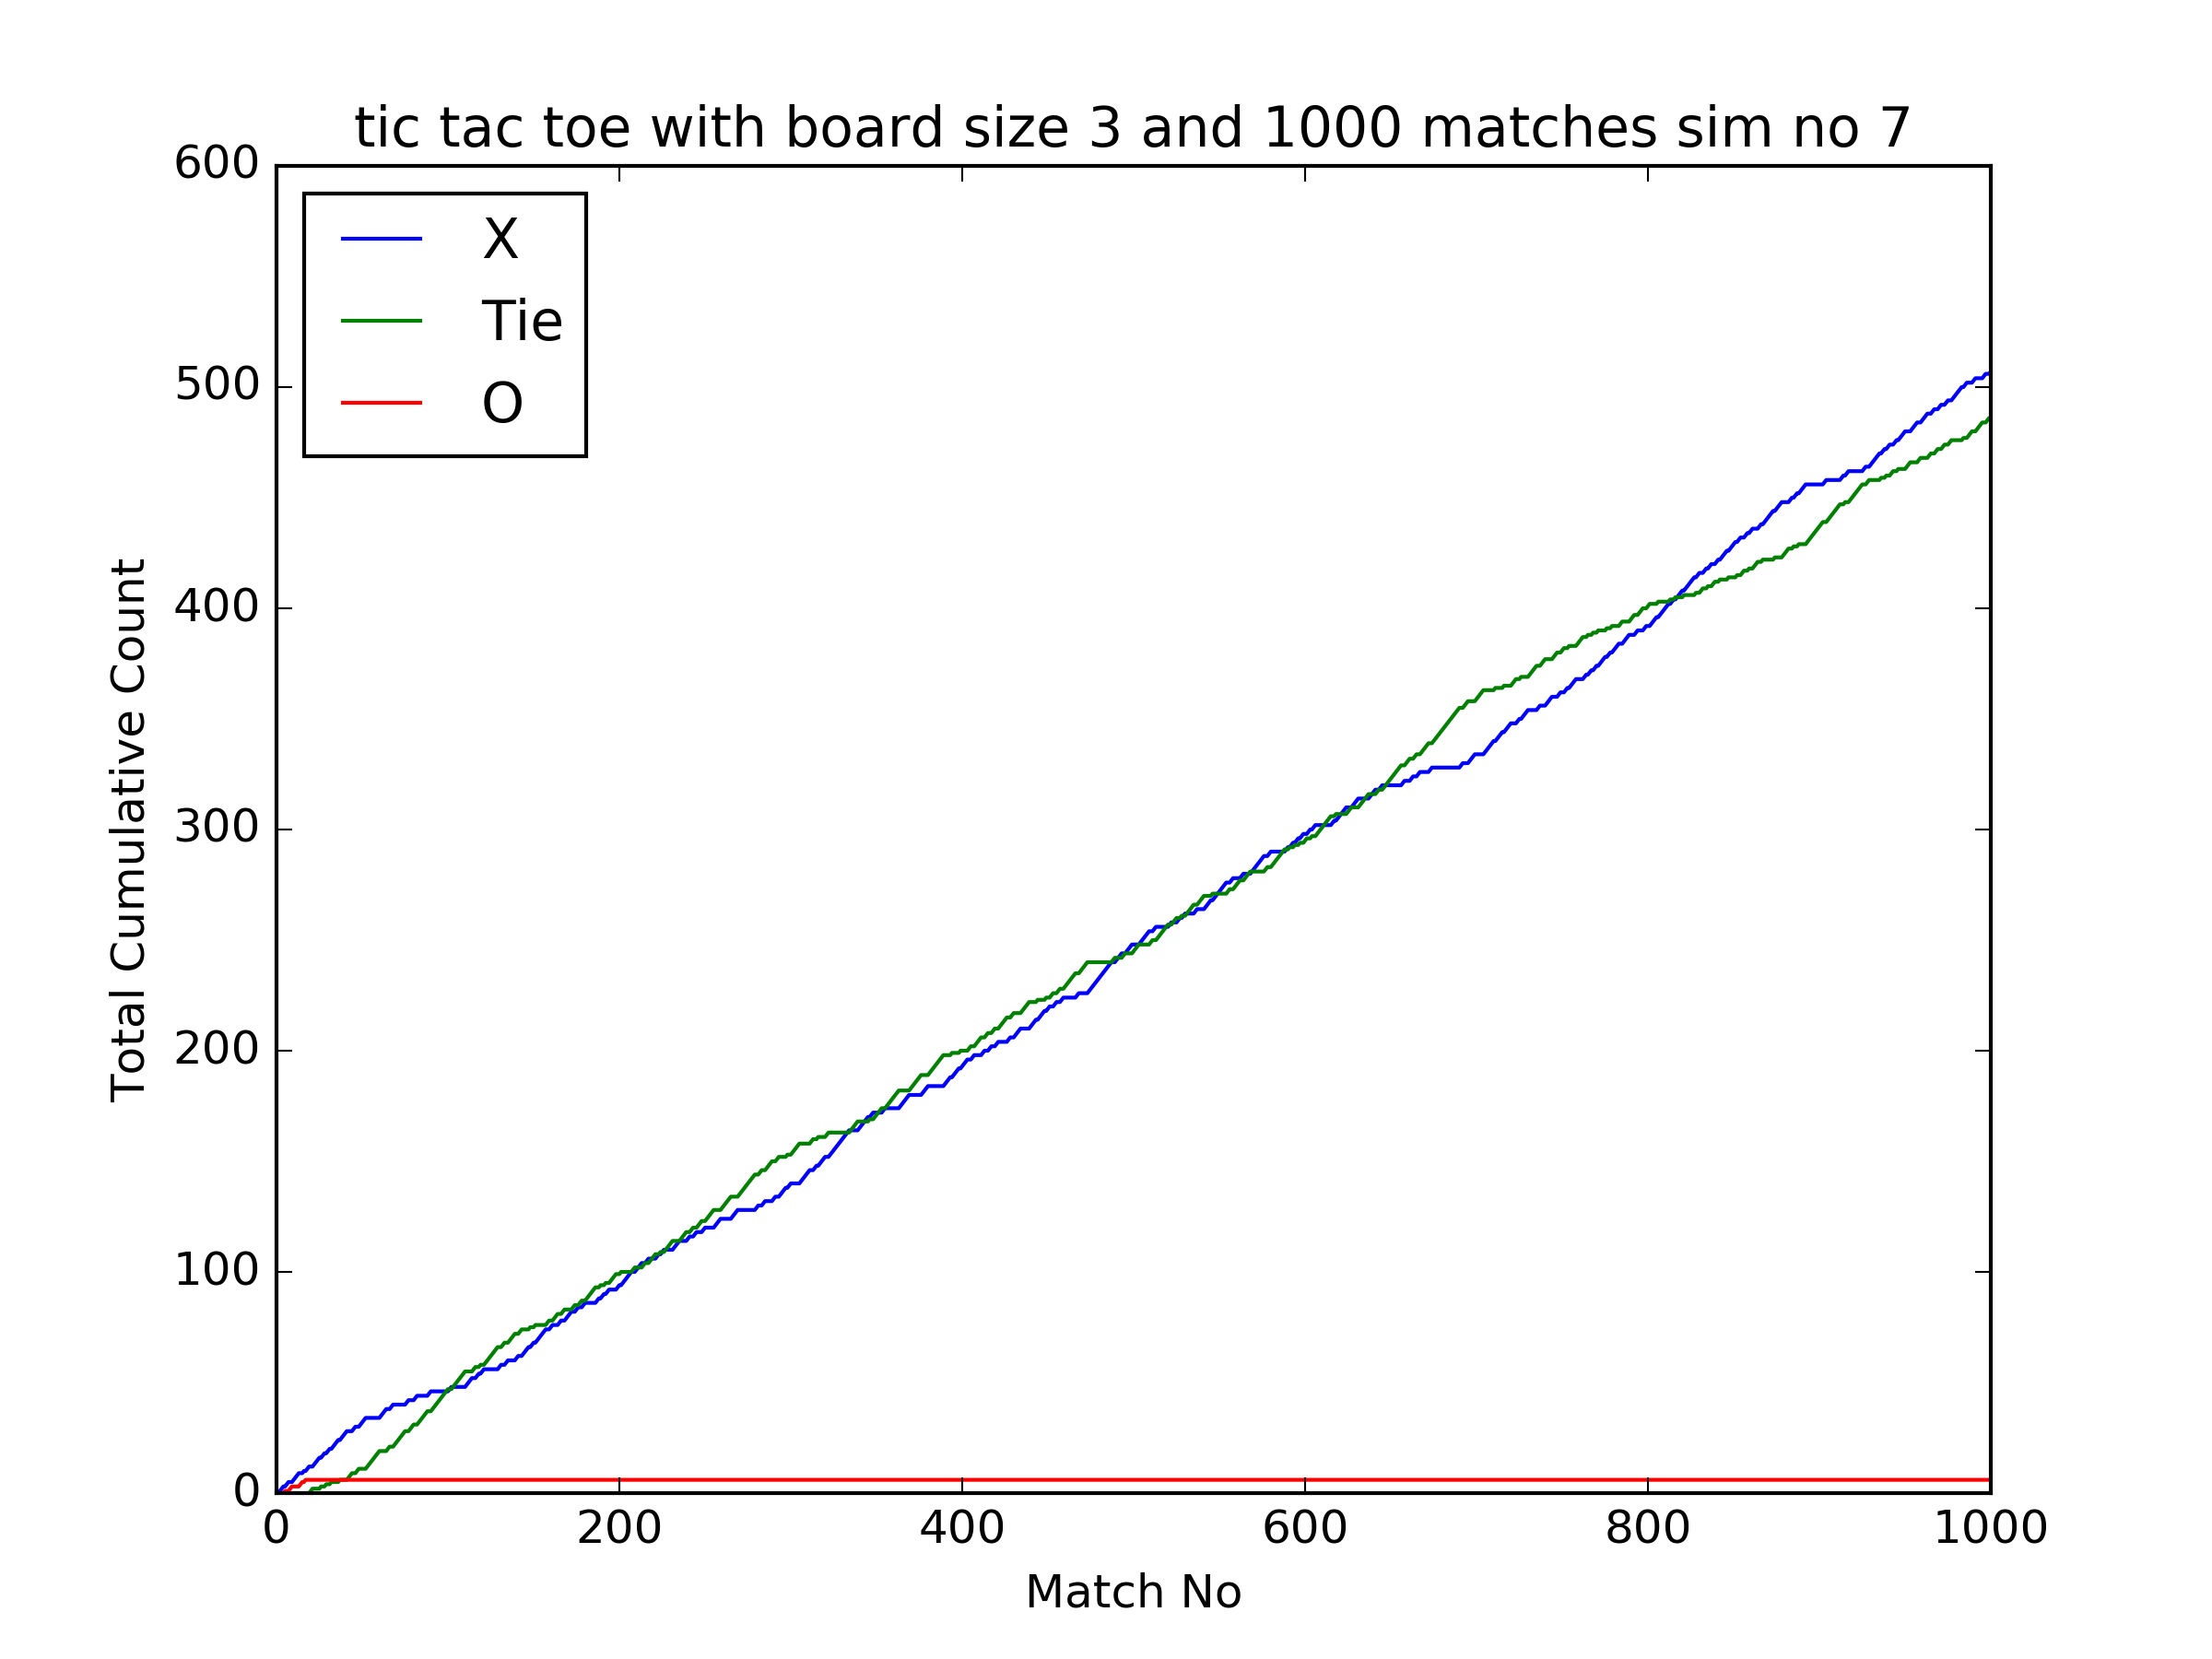 tic tac toe with board size 3 and 1000 matches sim no 7
600
500
400
300
200
100
0
Total Cumulative Count
X
Tie
O
0 200 400 600 800 1000
Match No